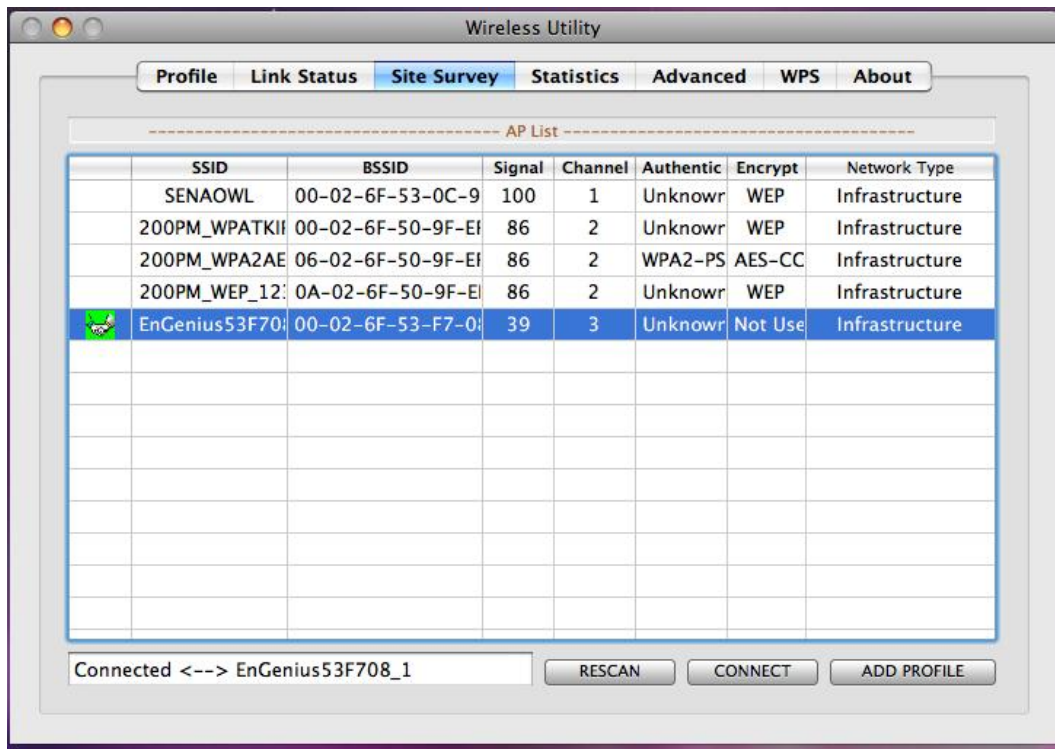 Wireless Utility
Profile Link Status Site Survey Statistics Advanced WPS About
------------------------------------- AP List -------------------------------------
SSID BSSID Signal Channel Authentic Encrypt Network Type
SENAOWL 00-02-6F-53-0C-9 100 1 Unknowr WEP Infrastructure
200PM_WPATKI 00-02-6F-50-9F-E 86 2 Unknowr WEP Infrastructure
200PM_WPA2AE 06-02-6F-50-9F-E 86 2 WPA2-PS AES-CC Infrastructure
200PM_WEP_12 0A-02-6F-50-9F-E 86 2 Unknowr WEP Infrastructure
EnGenius53F70 00-02-6F-53-F7-0 39 3 Unknowr Not Use Infrastructure
Connected <--> EnGenius53F708_1 RESCAN CONNECT ADD PROFILE